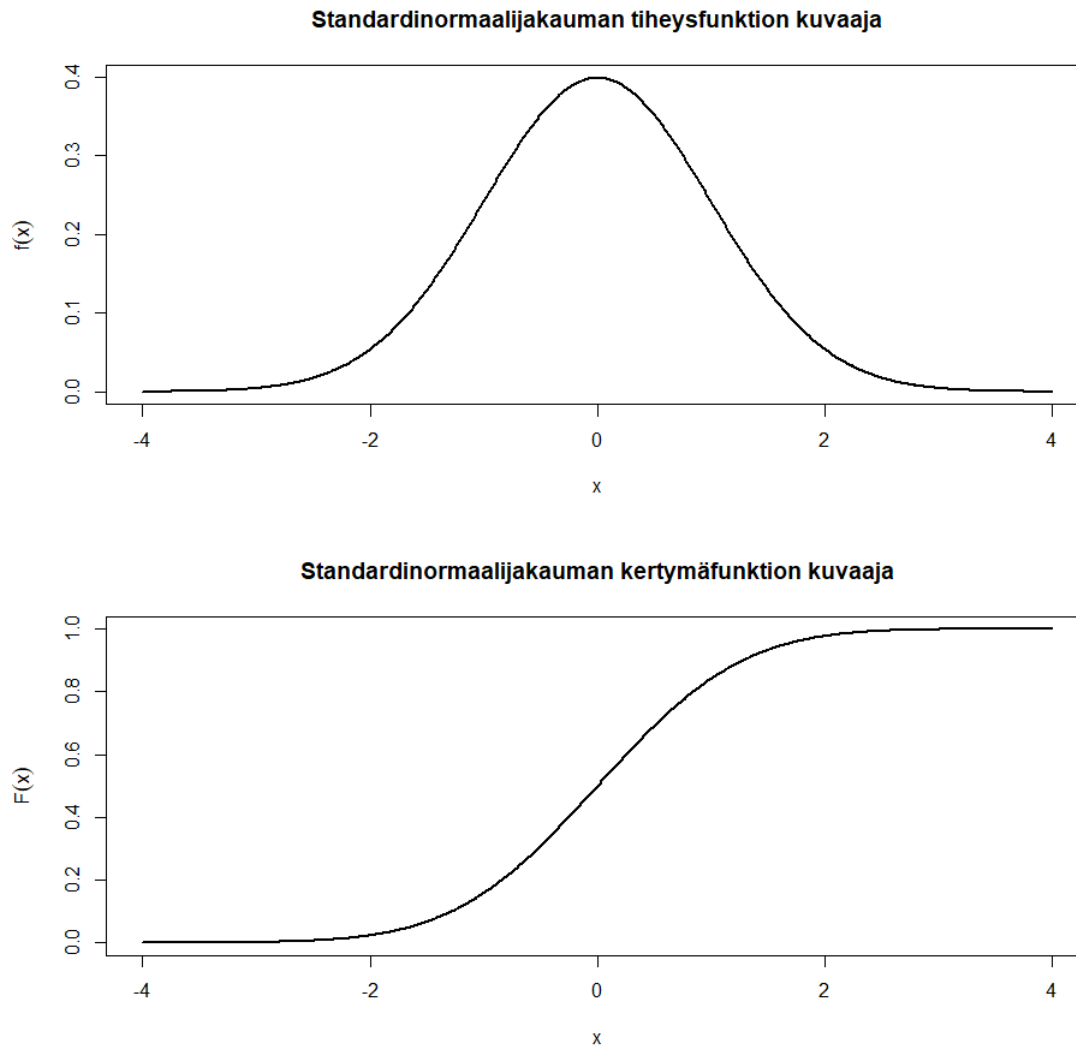 Standardinormaalijakauman tiheysfunktion kuvaaja
0.4
0.3
0.2
0.1
0.0
f(x)
-4 -2 0 2 4
x
Standardinormaalijakauman kertymäfunktion kuvaaja
1.0
0.8
0.6
0.4
0.2
0.0
F(x)
-4 -2 0 2 4
x